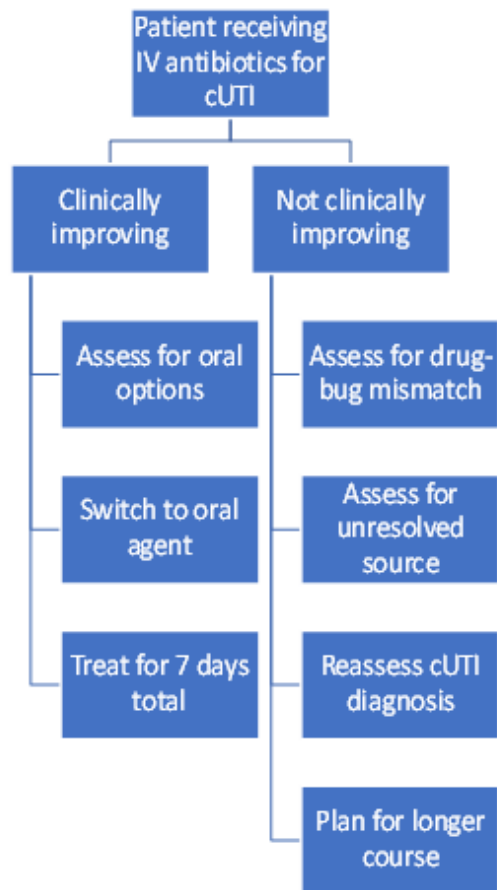 Patient receiving
IV antibiotics for
cUTI
Clinically
improving
Assess for oral
options
Switch to oral
agent
Treat for 7 days
total
Not clinically
improving
Assess for drug-
bug mismatch
Assess for
unresolved
source
Reassess cUTI
diagnosis
Plan for longer
course